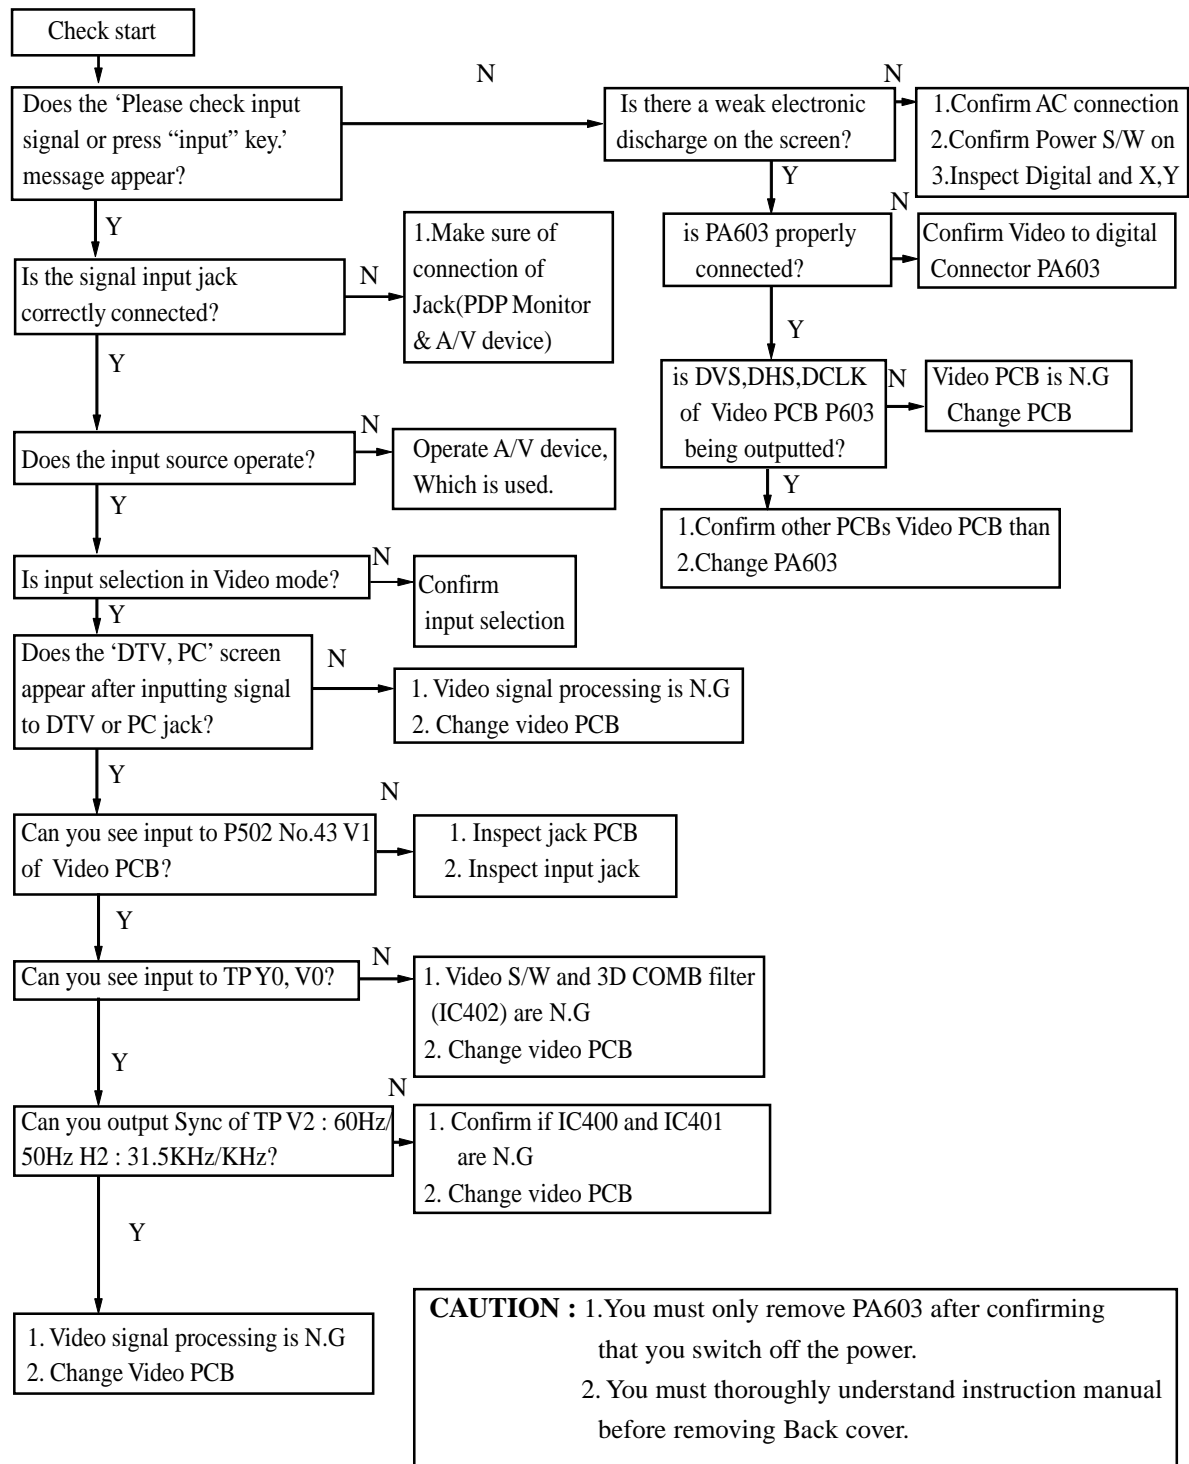 Check start
N
N
Does the ‘Please check input
signal or press “input” key.’
message appear?
Is there a weak electronic
discharge on the screen?
1.Confirm AC connection
2.Confirm Power S/W on
3.Inspect Digital and X,Y
Y
Y
N
1.Make sure of
connection of
Jack(PDP Monitor
& A/V device)
is PA603 properly
connected?
Confirm Video to digital
Connector PA603
Is the signal input jack
correctly connected?
N
Y
Y
is DVS,DHS,DCLK
of Video PCB P603
being outputted?
N
Video PCB is N.G
Change PCB
N
Does the input source operate?
Operate A/V device,
Which is used.
Y
Y
1.Confirm other PCBs Video PCB than
2.Change PA603
N
Is input selection in Video mode?
Confirm
input selection
Y
Does the ‘DTV, PC’ screen
appear after inputting signal
to DTV or PC jack?
N
1. Video signal processing is N.G
2. Change video PCB
Y
N
Can you see input to P502 No.43 V1
of Video PCB?
1. Inspect jack PCB
2. Inspect input jack
Y
N
Can you see input to TP Y0, V0?
1. Video S/W and 3D COMB filter
(IC402) are N.G
2. Change video PCB
Y
N
Can you output Sync of TP V2 : 60Hz/
50Hz H2 : 31.5KHz/KHz?
1. Confirm if IC400 and IC401
are N.G
2. Change video PCB
Y
1. Video signal processing is N.G
2. Change Video PCB
CAUTION : 1.You must only remove PA603 after confirming
that you switch off the power.
2. You must thoroughly understand instruction manual
before removing Back cover.